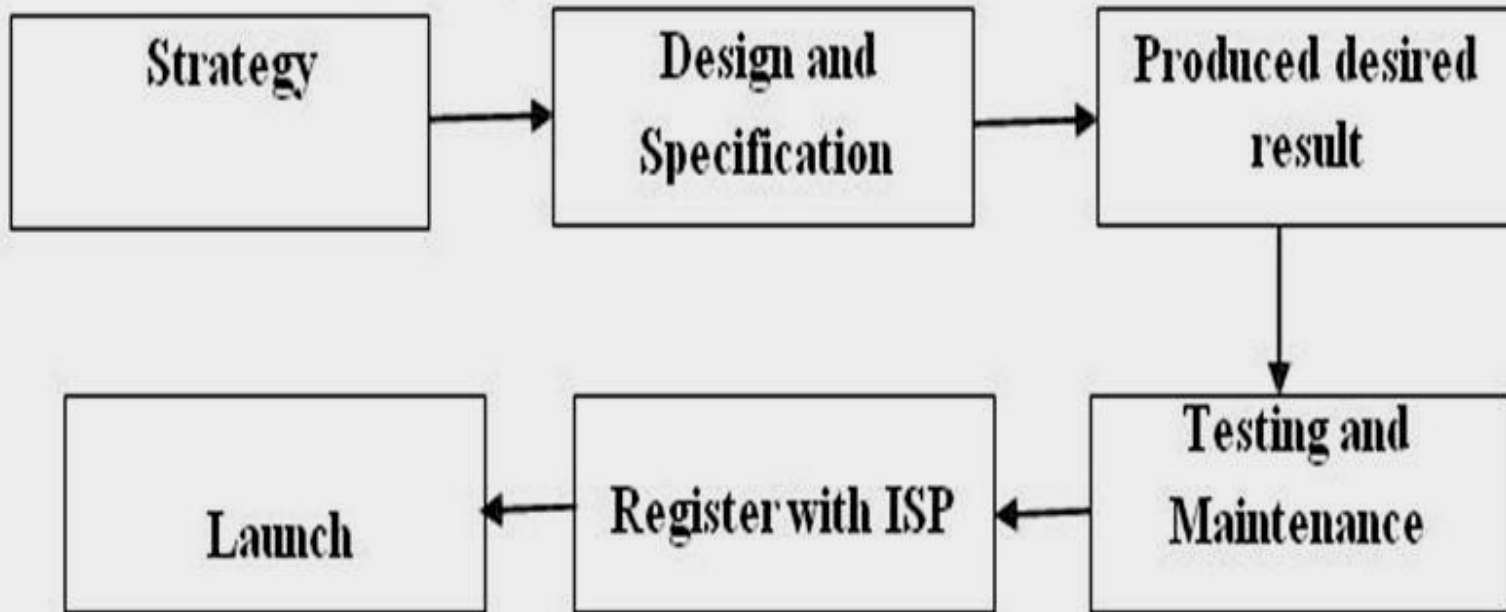 Strategy
Design and
Specification
Produced desired
result
Testing and
Maintenance
Register with ISP
Launch